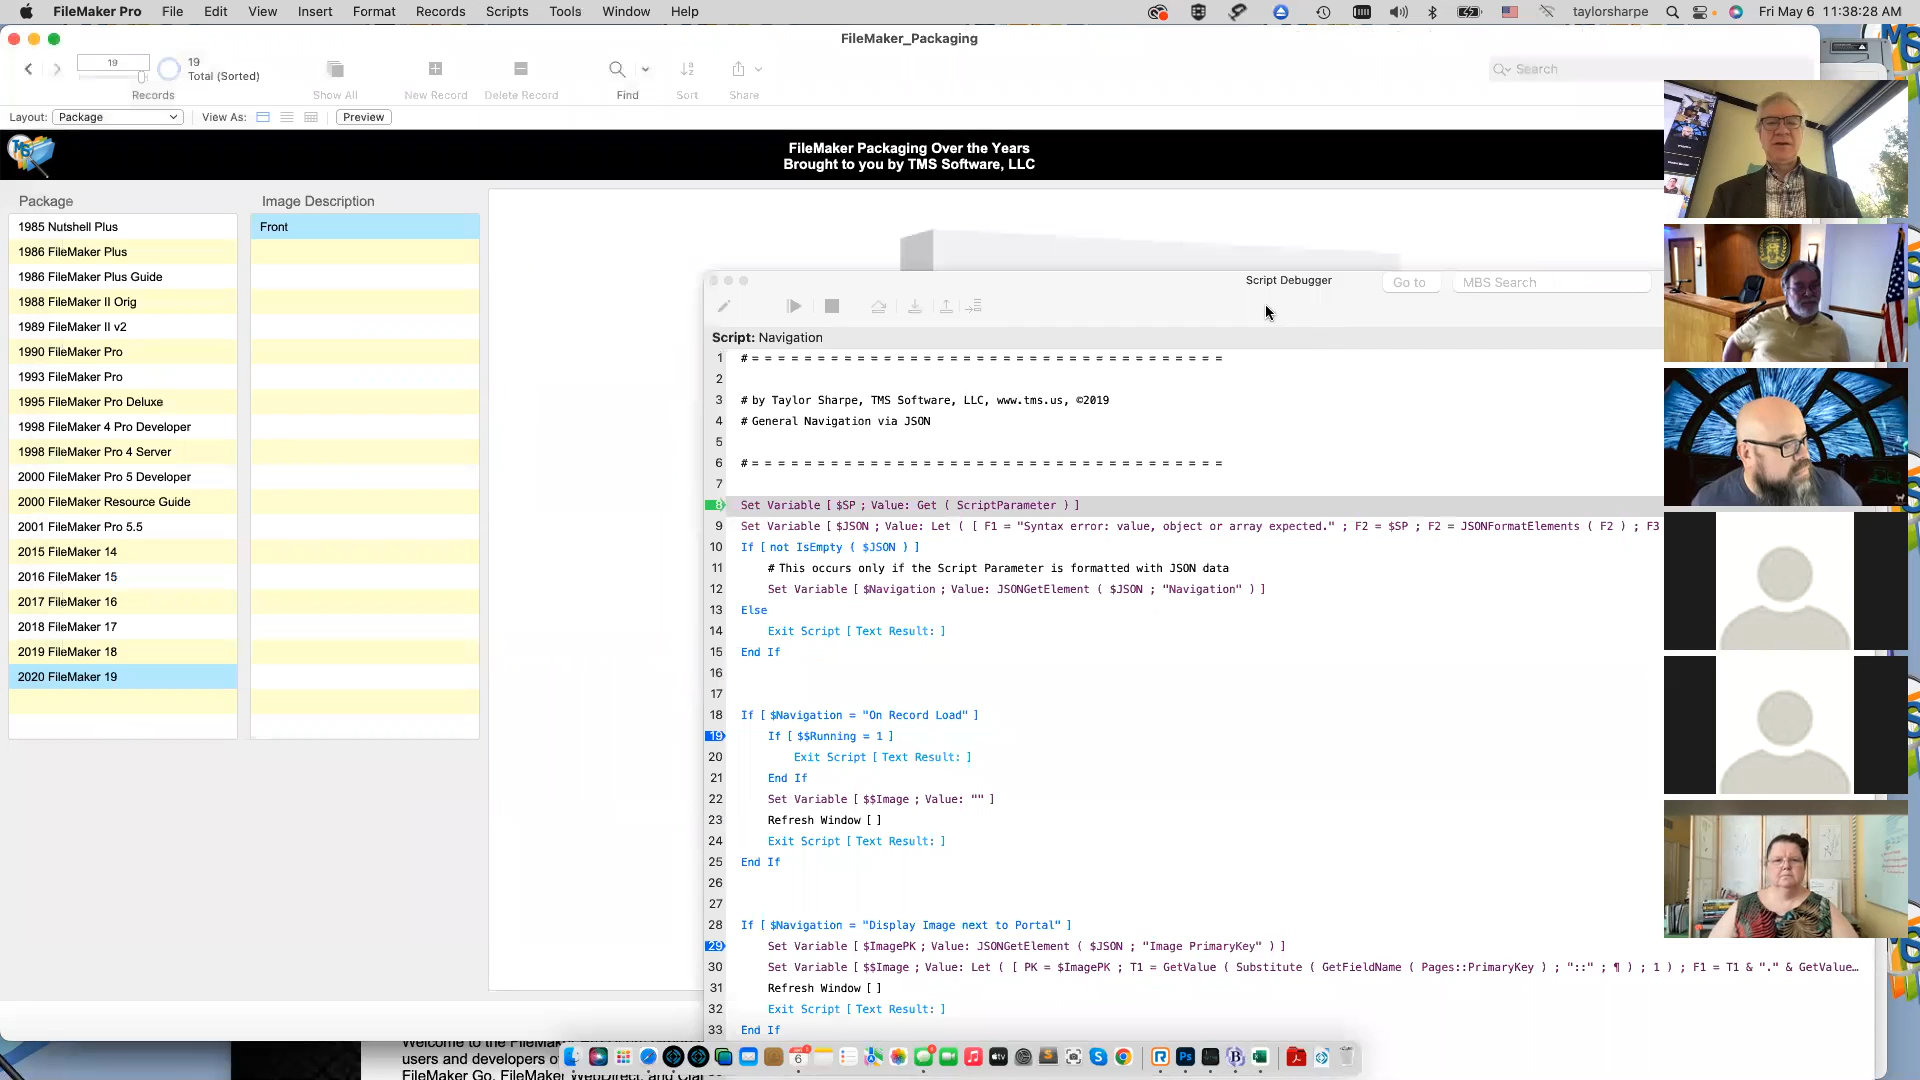 FileMaker Pro File Edit View Insert Format Records Scripts Tools Window Help taylorsharpe Fri May 6 11:38:28 AM
FileMaker_Packaging
19 19
Total (Sorted)
Records Show All New Record Delete Record Find Sort Share Search
Layout: Package View As: Preview
FileMaker Packaging Over the Years
Brought to you by TMS Software, LLC
Package
1985 Nutshell Plus
1986 FileMaker Plus
1986 FileMaker Plus Guide
1988 FileMaker II Orig
1989 FileMaker II v2
1990 FileMaker Pro
1993 FileMaker Pro
1995 FileMaker Pro Deluxe
1998 FileMaker 4 Pro Developer
1998 FileMaker Pro 4 Server
2000 FileMaker Pro 5 Developer
2000 FileMaker Resource Guide
2001 FileMaker Pro 5.5
2015 FileMaker 14
2016 FileMaker 15
2017 FileMaker 16
2018 FileMaker 17
2019 FileMaker 18
2020 FileMaker 19
Image Description
Front
Script Debugger Go to MBS Search
Script: Navigation
1 # = = = = = = = = = = = = = = = = = = = = = = = = = = = = = = = = = = = =
2
3 # by Taylor Sharpe, TMS Software, LLC, www.tms.us, ©2019
4 # General Navigation via JSON
5
6 # = = = = = = = = = = = = = = = = = = = = = = = = = = = = = = = = = = = =
7
8 Set Variable [ $SP ; Value: Get ( ScriptParameter ) ]
9 Set Variable [ $JSON ; Value: Let ( [ F1 = "Syntax error: value, object or array expected." ; F2 = $SP ; F2 = JSONFormatElements ( F2 ) ; F3
10 If [ not IsEmpty ( $JSON ) ]
11 # This occurs only if the Script Parameter is formatted with JSON data
12 Set Variable [ $Navigation ; Value: JSONGetElement ( $JSON ; "Navigation" ) ]
13 Else
14 Exit Script [ Text Result: ]
15 End If
16
17
18 If [ $Navigation = "On Record Load" ]
19 If [ $$Running = 1 ]
20 Exit Script [ Text Result: ]
21 End If
22 Set Variable [ $$Image ; Value: "" ]
23 Refresh Window [ ]
24 Exit Script [ Text Result: ]
25 End If
26
27
28 If [ $Navigation = "Display Image next to Portal" ]
29 Set Variable [ $ImagePK ; Value: JSONGetElement ( $JSON ; "Image PrimaryKey" ) ]
30 Set Variable [ $$Image ; Value: Let ( [ PK = $ImagePK ; T1 = GetValue ( Substitute ( GetFieldName ( Pages::PrimaryKey ) ; "::" ; ¶ ) ; 1 ) ; F1 = T1 & "." & GetValue…
31 Refresh Window [ ]
32 Exit Script [ Text Result: ]
33 End If
Welcome to the FileMaker
users and developers of
FileMaker Go, FileMaker WebDirect, and